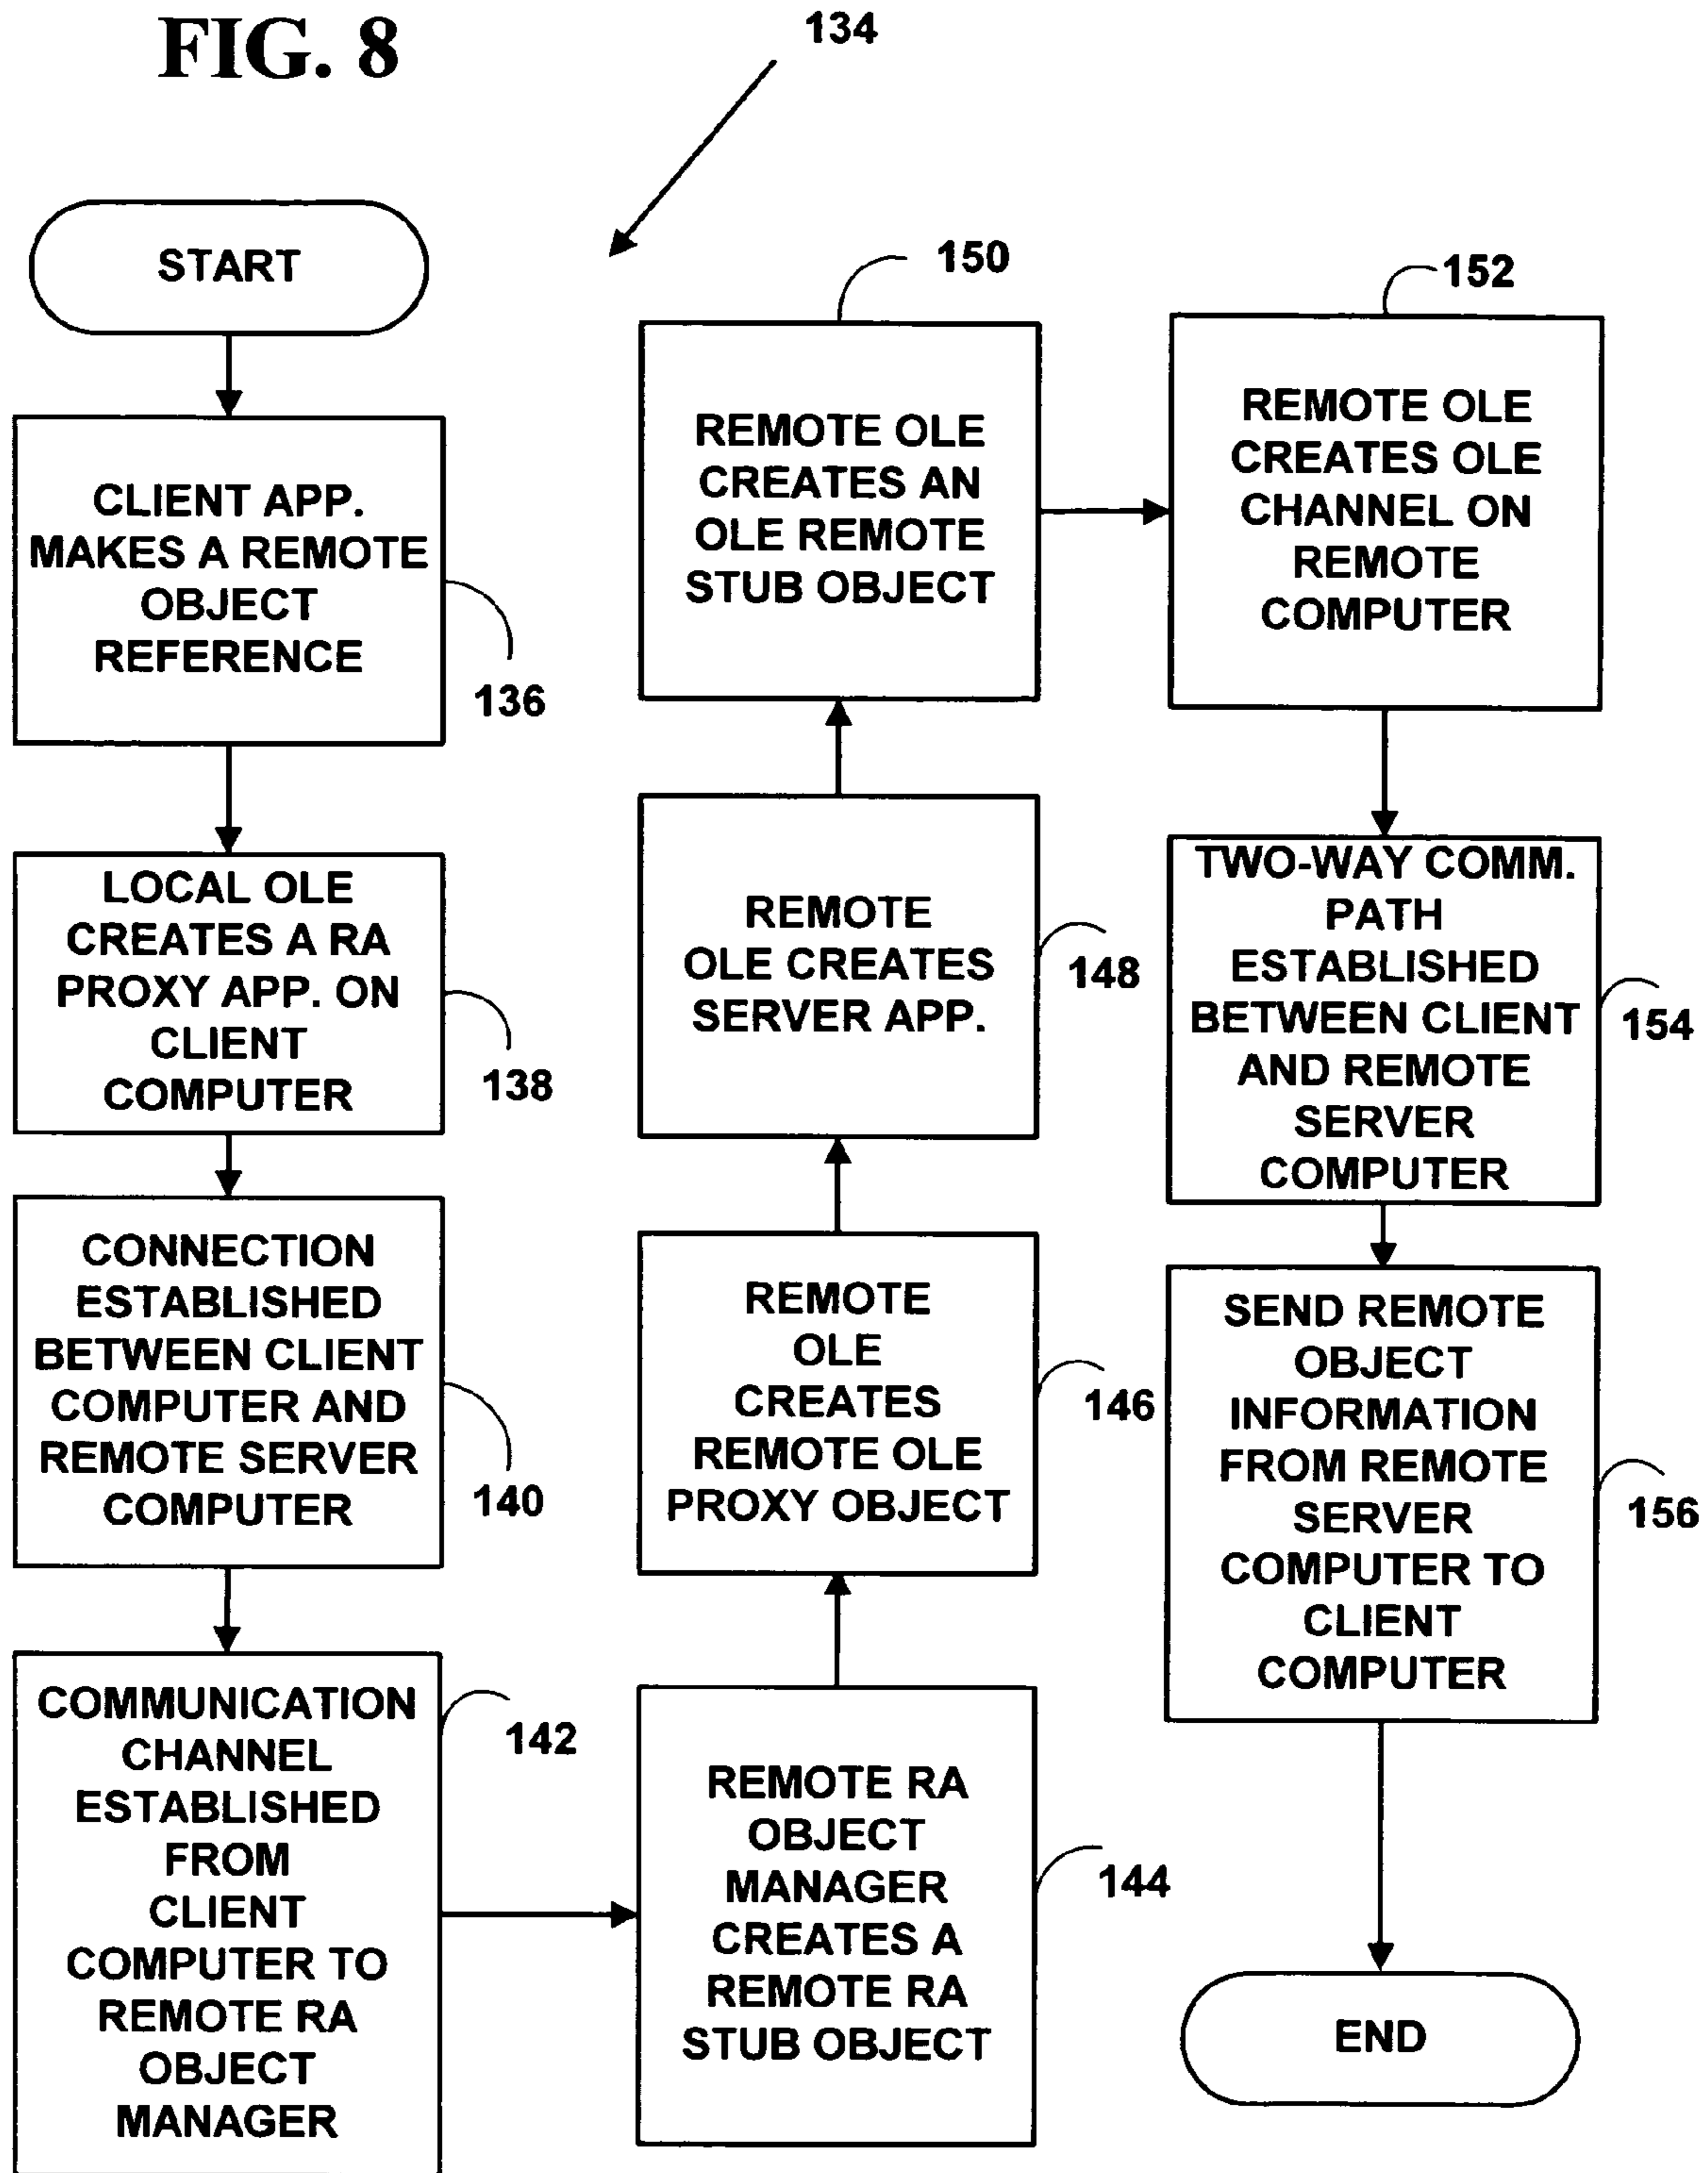 FIG. 8
134
START
CLIENT APP.
MAKES A REMOTE
OBJECT
REFERENCE
136
LOCAL OLE
CREATES A RA
PROXY APP. ON
CLIENT
COMPUTER
138
CONNECTION
ESTABLISHED
BETWEEN CLIENT
COMPUTER AND
REMOTE SERVER
COMPUTER
140
COMMUNICATION
CHANNEL
ESTABLISHED
FROM
CLIENT
COMPUTER TO
REMOTE RA
OBJECT
MANAGER
142
REMOTE RA
OBJECT
MANAGER
CREATES A
REMOTE RA
STUB OBJECT
144
REMOTE
OLE
CREATES
REMOTE OLE
PROXY OBJECT
146
REMOTE
OLE CREATES
SERVER APP.
148
REMOTE OLE
CREATES AN
OLE REMOTE
STUB OBJECT
150
REMOTE OLE
CREATES OLE
CHANNEL ON
REMOTE
COMPUTER
152
TWO-WAY COMM.
PATH
ESTABLISHED
BETWEEN CLIENT
AND REMOTE
SERVER
COMPUTER
154
SEND REMOTE
OBJECT
INFORMATION
FROM REMOTE
SERVER
COMPUTER TO
CLIENT
COMPUTER
156
END